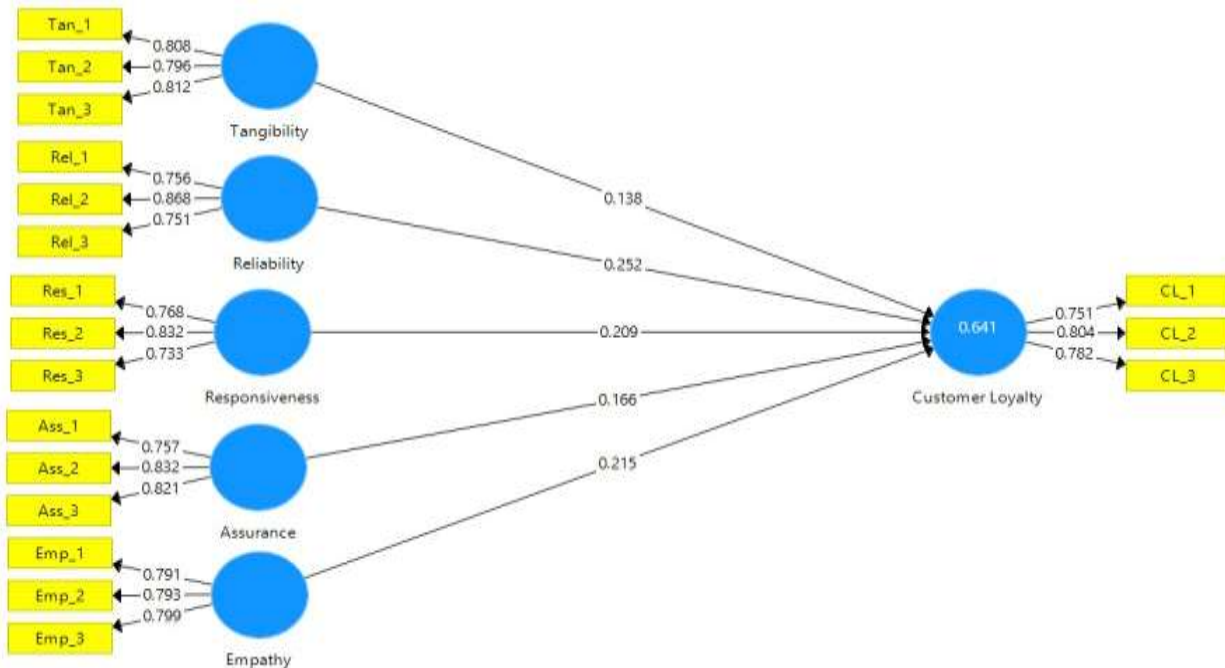 Tan_1
0.808
Tan_2
0.796
Tan_3
0.812
Tangibility
0.138
Rel_1
0.756
Rel_2
0.868
Rel_3
0.751
Reliability
0.252
Res_1
0.768
Res_2
0.832
Res_3
0.733
Responsiveness
0.209
Ass_1
0.757
Ass_2
0.832
Ass_3
0.821
Assurance
0.166
Emp_1
0.791
Emp_2
0.793
Emp_3
0.799
Empathy
0.215
0.641
Customer Loyalty
0.751
CL_1
0.804
CL_2
0.782
CL_3